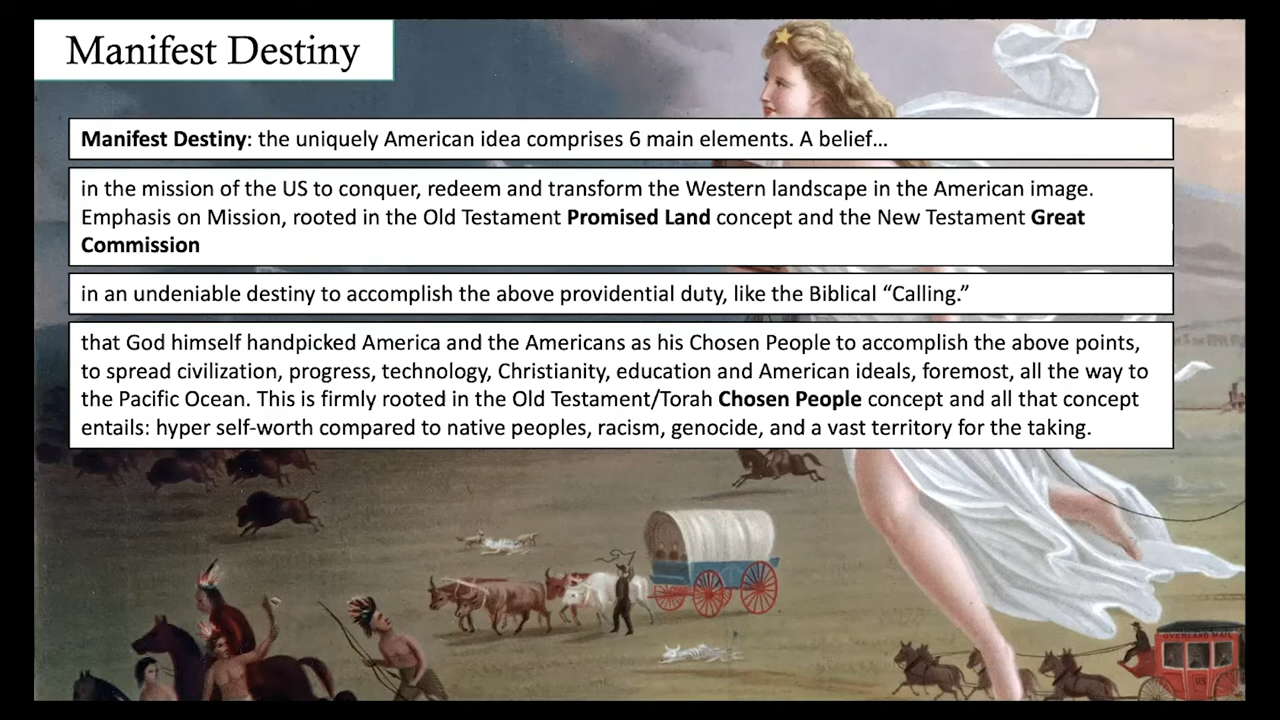 Manifest Destiny
Manifest Destiny: the uniquely American idea comprises 6 main elements. A belief...
in the mission of the US to conquer, redeem and transform the Western landscape in the American image.
Emphasis on Mission, rooted in the Old Testament Promised Land concept and the New Testament Great
Commission
in an undeniable destiny to accomplish the above providential duty, like the Biblical “Calling.”
that God himself handpicked America and the Americans as his Chosen People to accomplish the above points,
to spread civilization, progress, technology, Christianity, education and American ideals, foremost, all the way to
the Pacific Ocean. This is firmly rooted in the Old Testament/Torah Chosen People concept and all that concept
entails: hyper self-worth compared to native peoples, racism, genocide, and a vast territory for the taking.
OVERLAND MAIL
US